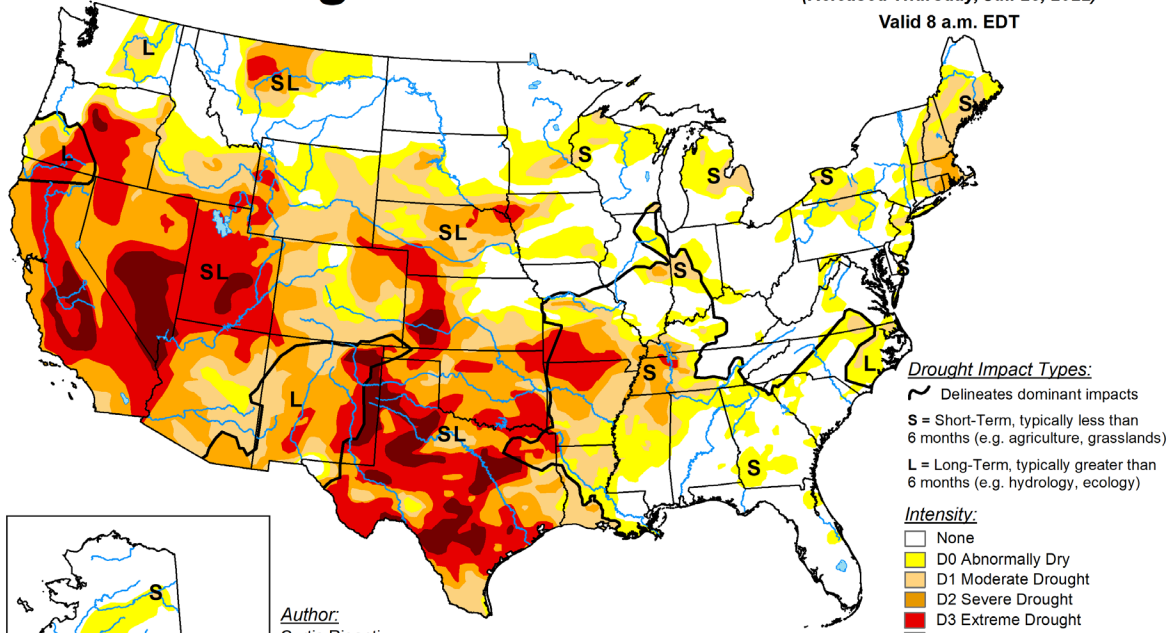 Valid 8 a.m. EDT
L
SL
S
L
S
S
S
SL
SL
S
S
L
S
L
SL
S
Drought Impact Types:
Delineates dominant impacts
S = Short-Term, typically less than
6 months (e.g. agriculture, grasslands)
L = Long-Term, typically greater than
6 months (e.g. hydrology, ecology)
Intensity:
None
D0 Abnormally Dry
D1 Moderate Drought
D2 Severe Drought
D3 Extreme Drought
S
Author: